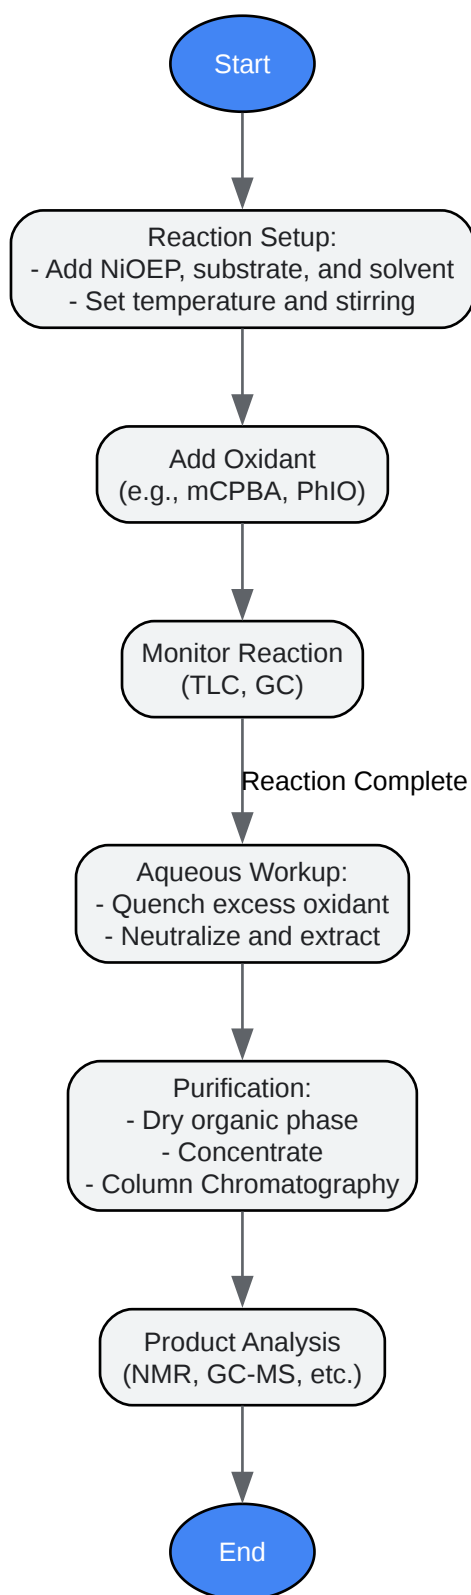 Start
Reaction Setup:
- Add NiOEP, substrate, and solvent
- Set temperature and stirring
Add Oxidant
(e.g., mCPBA, PhIO)
Monitor Reaction
(TLC, GC)
Reaction Complete
Aqueous Workup:
- Quench excess oxidant
- Neutralize and extract
Purification:
- Dry organic phase
- Concentrate
- Column Chromatography
Product Analysis
(NMR, GC-MS, etc.)
End